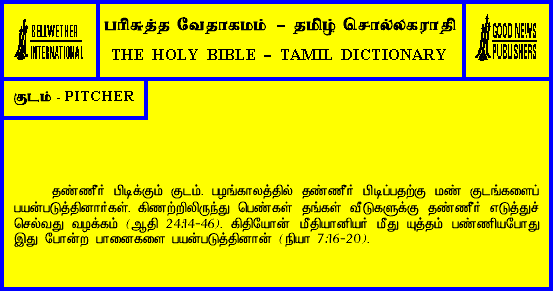 BELLWETHER
INTERNATIONAL
பரிசுத்த வேதாகமம் - தமிழ் சொல்லகராதி
THE HOLY BIBLE - TAMIL DICTIONARY
GOOD NEWS
PUBLISHERS
குடம் - PITCHER
தண்ணீர் பிடிக்கும் குடம். பழங்காலத்தில் தண்ணீர் பிடிப்பதற்கு மண் குடங்களைப்
பயன்படுத்தினார்கள். கிணற்றிலிருந்து பெண்கள் தங்கள் வீடுகளுக்கு தண்ணீர் எடுத்துச்
செல்வது வழக்கம் (ஆதி 24:14-46). கிதியோன் மீதியானியர் மீது யுத்தம் பண்ணியபோது
இது போன்ற பானைகளை பயன்படுத்தினான் (நியா 7:16-20).